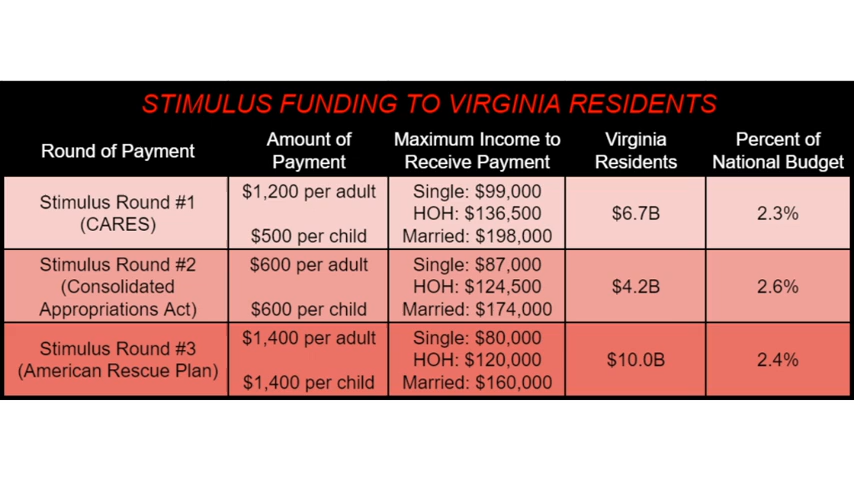 STIMULUS FUNDING TO VIRGINIA RESIDENTS
Round of Payment
Amount of
Payment
Maximum Income to
Receive Payment
Virginia
Residents
Percent of
National Budget
Stimulus Round #1
(CARES)
$1,200 per adult
$500 per child
Single: $99,000
HOH: $136,500
Married: $198,000
$6.7B
2.3%
Stimulus Round #2
(Consolidated
Appropriations Act)
$600 per adult
$600 per child
Single: $87,000
HOH: $124,500
Married: $174,000
$4.2B
2.6%
Stimulus Round #3
(American Rescue Plan)
$1,400 per adult
$1,400 per child
Single: $80,000
HOH: $120,000
Married: $160,000
$10.0B
2.4%